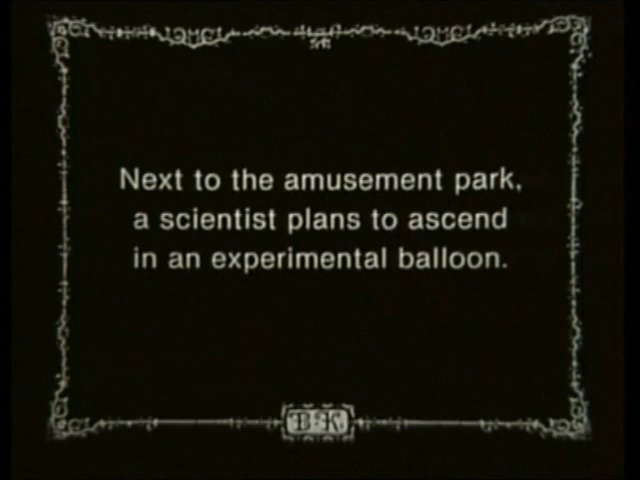 Next to the amusement park,
a scientist plans to ascend
in an experimental balloon.
B K